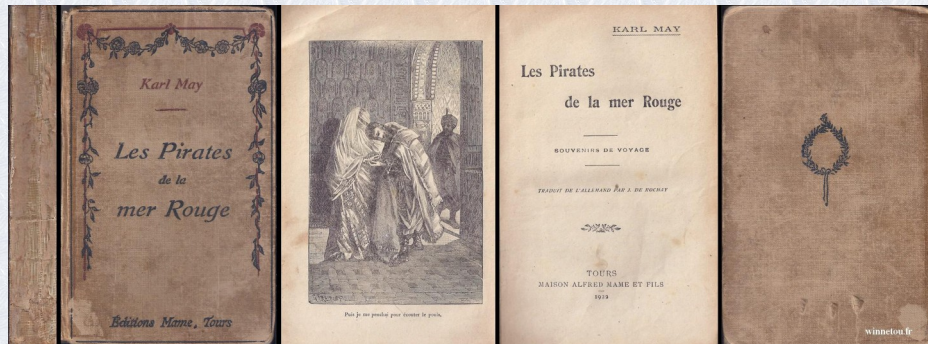 Karl May
Les Pirates
de la
mer Rouge
Éditions Mame, Tours
Puis je me penchai pour écouter le pouls,
KARL MAY
Les Pirates
de la mer Rouge
SOUVENIRS DE VOYAGE
TRADUIT DE L'ALLEMAND PAR J. DE ROCHAY
TOURS
MAISON ALFRED MAME ET FILS
winnetou.fr